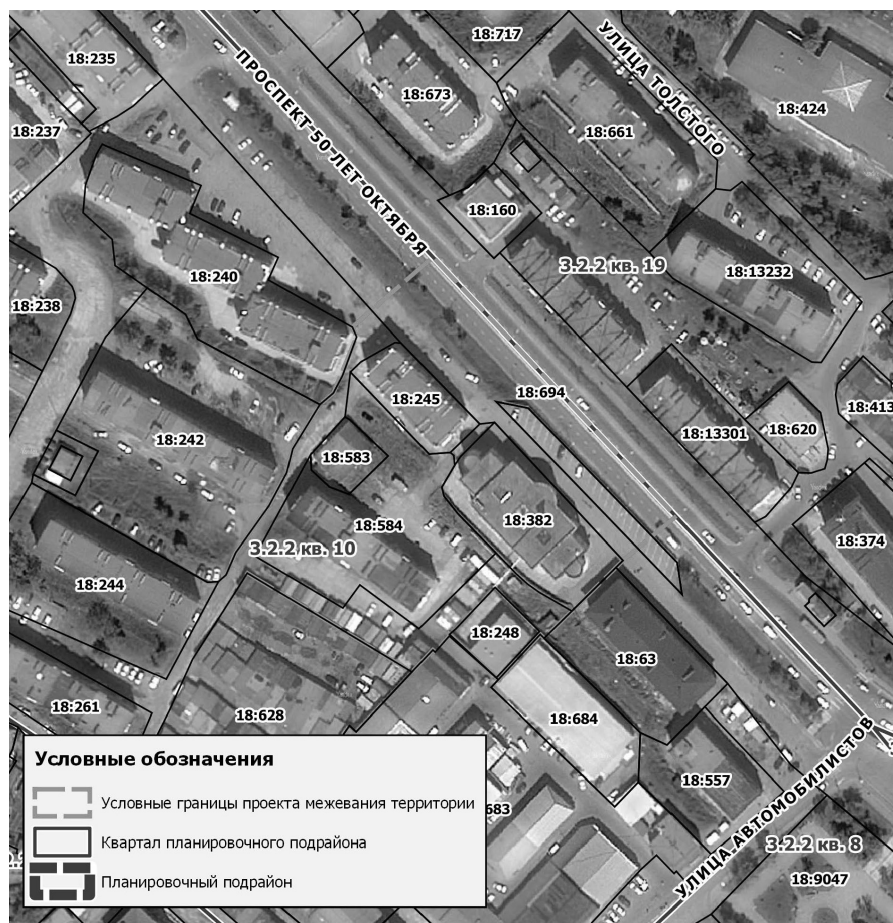 18:717
18:235
УЛИЦА ТОЛСТОГО
18:673
18:424
ПРОСПЕКТ 50 ЛЕТ ОКТЯБРЯ
18:237
18:661
18:160
3.2.2 кв. 19
18:13232
18:240
18:238
18:694
18:245
18:413
18:620
18:13301
18:242
18:583
18:382
18:584
18:374
3.2.2 кв. 10
18:244
18:248
18:63
18:261
18:628
18:684
УЛИЦА АВТОМОБИЛИСТОВ
18:557
683
3.2.2 кв. 8
18:9047
Условные обозначения
Условные границы проекта межевания территории
Квартал планировочного подрайона
Планировочный подрайон